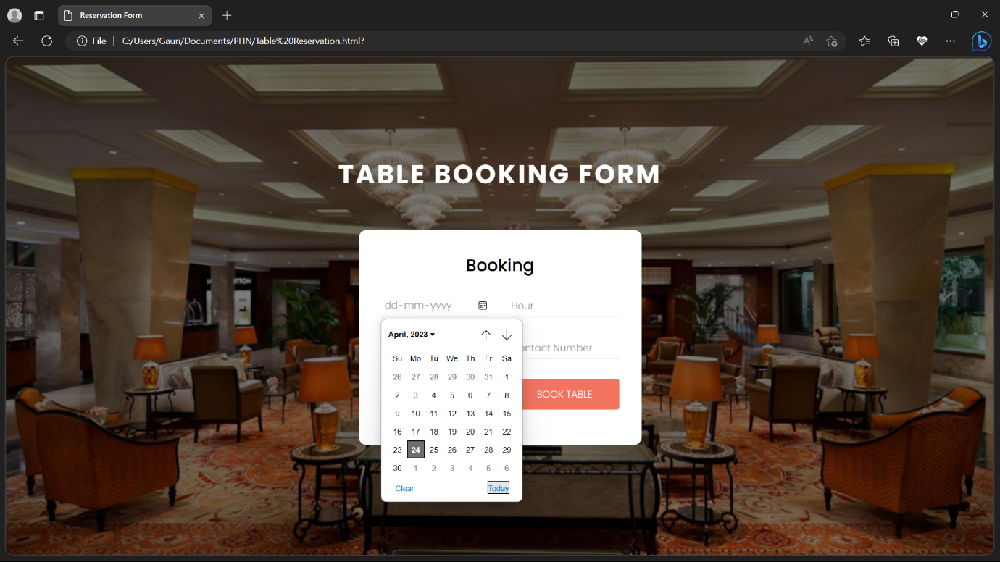 Reservation Form
File
C:/Users/Gauri/Documents/PHN/Table%20Reservation.html?
TABLE BOOKING FORM
Booking
dd-mm-yyyy
Hour
April, 2023
Su Mo Tu We Th Fr Sa
26 27 28 29 30 31 1
2 3 4 5 6 7 8
9 10 11 12 13 14 15
16 17 18 19 20 21 22
23 24 25 26 27 28 29
30 1 2 3 4 5 6
Clear Today
ontact Number
BOOK TABLE